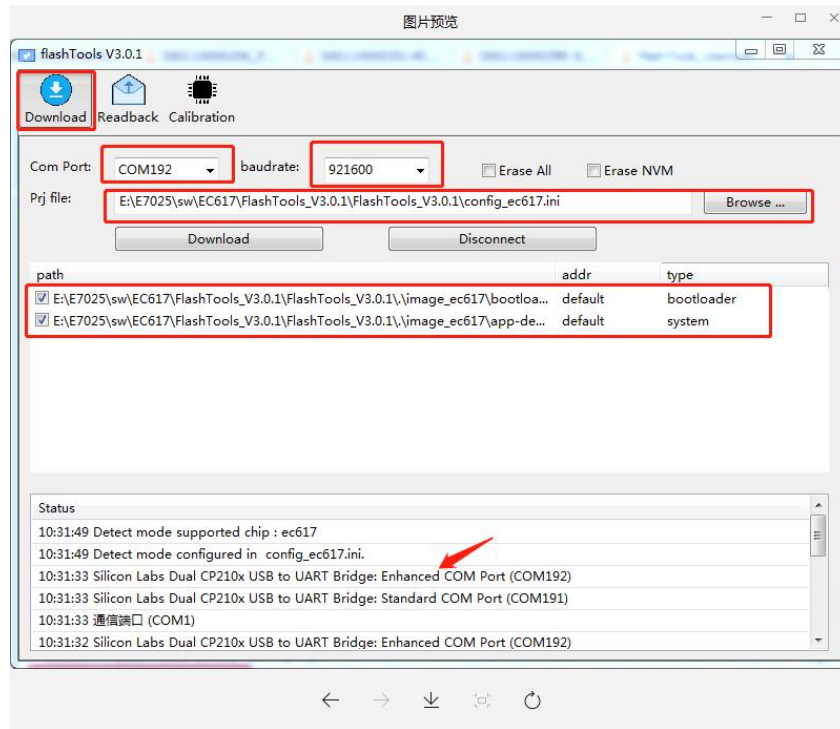 图片预览
flashTools V3.0.1
Download Readback Calibration
Com Port: COM192 baudrate: 921600 Erase All Erase NVM
Prj file: E:\E7025\sw\EC617\FlashTools_V3.0.1\FlashTools_V3.0.1\config_ec617.ini Browse ...
Download Disconnect
path addr type
E:\E7025\sw\EC617\FlashTools_V3.0.1\FlashTools_V3.0.1\.\image_ec617\bootloa... default bootloader
E:\E7025\sw\EC617\FlashTools_V3.0.1\FlashTools_V3.0.1\.\image_ec617\app-de... default system
Status
10:31:49 Detect mode supported chip : ec617
10:31:49 Detect mode configured in config_ec617.ini.
10:31:33 Silicon Labs Dual CP210x USB to UART Bridge: Enhanced COM Port (COM192)
10:31:33 Silicon Labs Dual CP210x USB to UART Bridge: Standard COM Port (COM191)
10:31:33 通信端口 (COM1)
10:31:32 Silicon Labs Dual CP210x USB to UART Bridge: Enhanced COM Port (COM192)